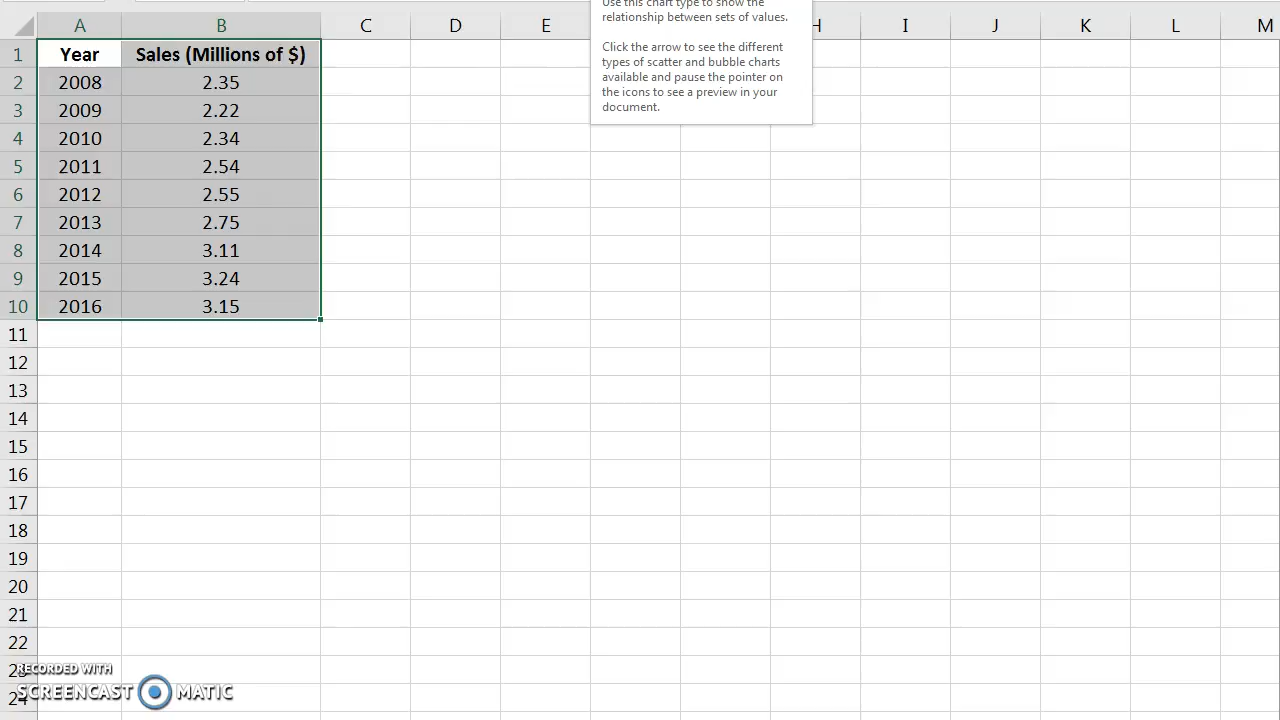 A B C D E H I J K L M
Use this chart type to show the
relationship between sets of values.
Click the arrow to see the different
types of scatter and bubble charts
available and pause the pointer on
the icons to see a preview in your
document.
1 Year Sales (Millions of $)
2 2008 2.35
3 2009 2.22
4 2010 2.34
5 2011 2.54
6 2012 2.55
7 2013 2.75
8 2014 3.11
9 2015 3.24
10 2016 3.15
11
12
13
14
15
16
17
18
19
20
21
22
23
24
RECORDED WITH
SCREENCAST MATIC